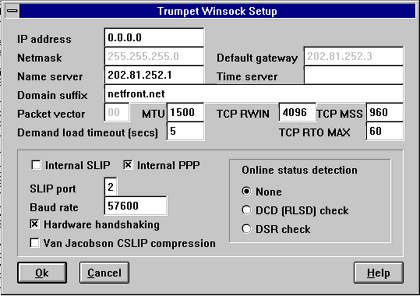 Trumpet Winsock Setup
IP address 0.0.0.0
Netmask 255.255.255.0 Default gateway 202.81.252.3
Name server 202.81.252.1 Time server
Domain suffix netfront.net
Packet vector 00 MTU 1500 TCP RWIN 4096 TCP MSS 960
Demand load timeout (secs) 5 TCP RTO MAX 60
Internal SLIP Internal PPP
SLIP port 2
Baud rate 57600
Hardware handshaking
Van Jacobson CSLIP compression
Online status detection
None
DCD (RLSD) check
DSR check
Ok Cancel Help